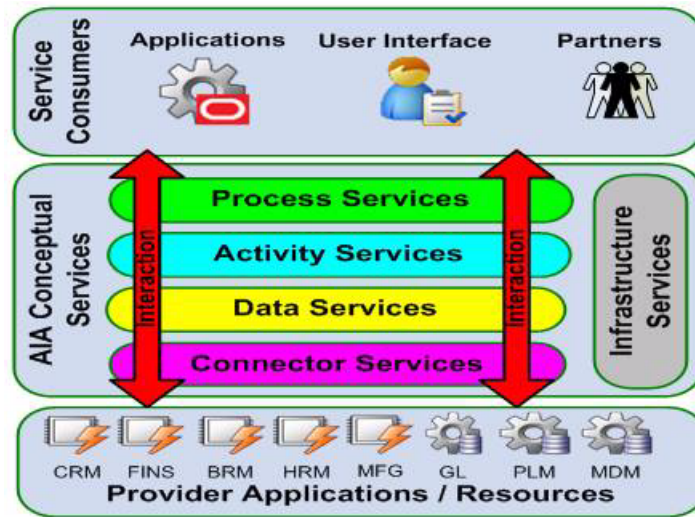 Service
Consumers
Applications
User Interface
Partners
AIA Conceptual
Services
Process Services
Activity Services
Data Services
Connector Services
Interaction
Interaction
Infrastructure
Services
CRM FINS BRM HRM MFG GL PLM MDM
Provider Applications / Resources